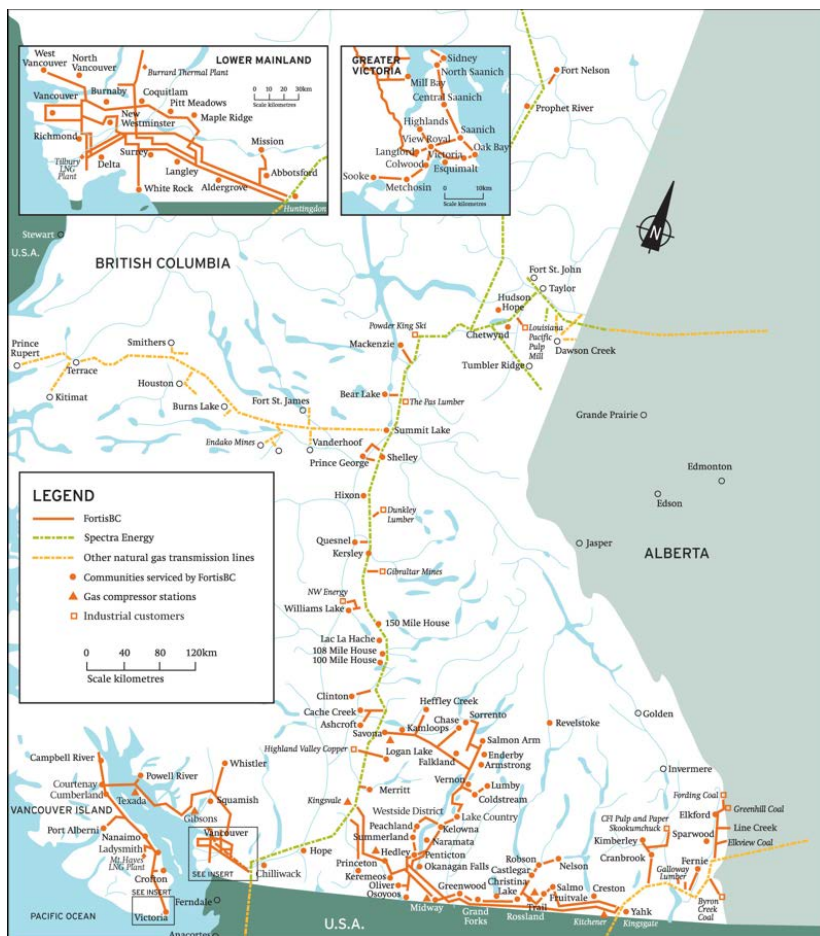 LOWER MAINLAND
West
Vancouver
North
Vancouver
Burrard Thermal Plant
0 10 20 30km
Scale kilometres
Vancouver
Burnaby
Coquitlam
Pitt Meadows
Maple Ridge
New
Westminster
Richmond
Mission
Tilbury
LNG
Plant
Delta
Surrey
Langley
Abbotsford
White Rock
Aldergrove
Huntingdon
GREATER
VICTORIA
Sidney
North Saanich
Mill Bay
Central Saanich
Highlands
Saanich
View Royal
Langford
Victoria
Oak Bay
Colwood
Esquimalt
Sooke
Metchosin
0 10km
Scale kilometres
Fort Nelson
Prophet River
N
Stewart
U.S.A.
BRITISH COLUMBIA
Fort St. John
Taylor
Hudson
Hope
Powder King Ski
Chetwynd
Louisiana
Pacific
Pulp
Mill
Dawson Creek
Mackenzie
Tumbler Ridge
Prince
Rupert
Smithers
Terrace
Houston
Kitimat
Burns Lake
Fort St. James
Bear Lake
The Pas Lumber
Grande Prairie
Summit Lake
Endako Mines
Vanderhoof
Prince George
Shelley
Edmonton
Edson
Hixon
Dunkley
Lumber
Quesnel
Kersley
Jasper
ALBERTA
Gibraltar Mines
NW Energy
Williams Lake
150 Mile House
Lac La Hache
108 Mile House
100 Mile House
LEGEND
FortisBC
Spectra Energy
Other natural gas transmission lines
Communities serviced by FortisBC
Gas compressor stations
Industrial customers
0 40 80 120km
Scale kilometres
Clinton
Cache Creek
Ashcroft
Savona
Heffley Creek
Chase
Sorrento
Kamloops
Revelstoke
Golden
Highland Valley Copper
Logan Lake
Salmon Arm
Enderby
Armstrong
Falkland
Invermere
Campbell River
Powell River
Whistler
Vernon
Lumby
Coldstream
Fording Coal
Courtenay
Cumberland
Texada
Squamish
Kingsvale
Merritt
Westside District
Lake Country
Greenhill Coal
Elkford
VANCOUVER ISLAND
Gibsons
Peachland
Kelowna
CFI Pulp and Paper
Skookumchuck
Line Creek
Port Alberni
Nanaimo
Vancouver
Summerland
Naramata
Kimberley
Sparwood
Elkview Coal
Ladysmith
Mt. Hayes
LNG Plant
Hope
Hedley
Penticton
Robson
Nelson
Cranbrook
Fernie
SEE INSERT
Chilliwack
Princeton
Okanagan Falls
Castlegar
Crofton
Keremeos
Oliver
Osoyoos
Greenwood
Christina
Lake
Salmo
Fruitvale
Creston
Galloway
Lumber
SEE INSERT
Ferndale
Victoria
Midway
Grand
Forks
Trail
Rossland
Yahk
Byron
Creek
Coal
PACIFIC OCEAN
U.S.A.
Kitchener
Kingsgate
Anacortes